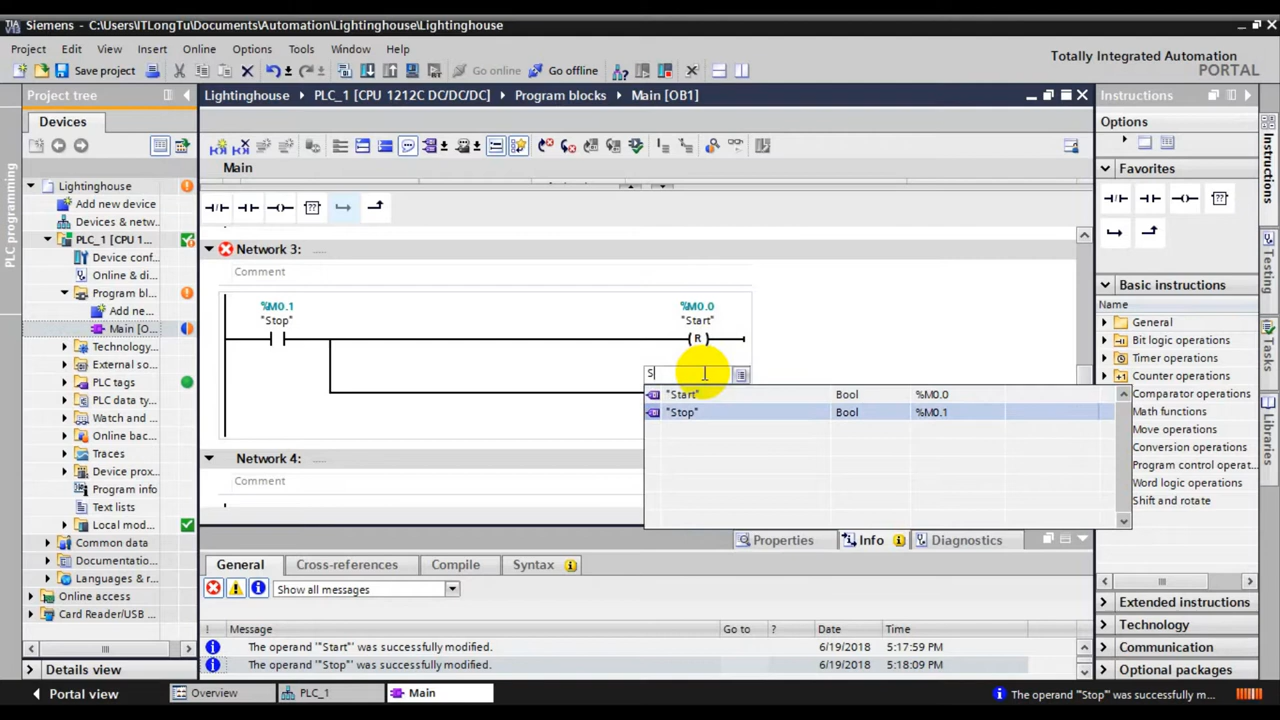 Siemens - C:\Users\ITLongTu\Documents\Automation\Lightinghouse\Lightinghouse
Project Edit View Insert Online Options Tools Window Help
Totally Integrated Automation
PORTAL
Save project
Go online
Go offline
Project tree
Lightinghouse
PLC_1 [CPU 1212C DC/DC/DC]
Program blocks
Main [OB1]
Instructions
Devices
Options
Main
Favorites
Lightinghouse
Add new device
Devices & netw...
PLC_1 [CPU 1...
Device conf...
Online & di...
Program bl...
Add ne...
Main [O...
Technology...
External so...
PLC tags
PLC data ty...
Watch and ...
Online bac...
Traces
Device prox...
Program info
Text lists
Local mod...
Common data
Documentatio...
Languages & r...
Online access
Card Reader/USB ...
PLC programming
Network 3: .....
Comment
%M0.1
"Stop"
%M0.0
"Start"
R
S
"Start" Bool %M0.0
"Stop" Bool %M0.1
Network 4: .....
Comment
Basic instructions
Name
General
Bit logic operations
Timer operations
Counter operations
Comparator operations
Math functions
Move operations
Conversion operations
Program control operat...
Word logic operations
Shift and rotate
Extended instructions
Technology
Communication
Optional packages
Instructions
Testing
Tasks
Libraries
Properties
Info
Diagnostics
General
Cross-references
Compile
Syntax
Show all messages
! Message Go to ? Date Time
The operand '"Start"' was successfully modified. 6/19/2018 5:17:59 PM
The operand '"Stop"' was successfully modified. 6/19/2018 5:18:09 PM
Details view
Portal view
Overview
PLC_1
Main
The operand '"Stop"' was successfully m...